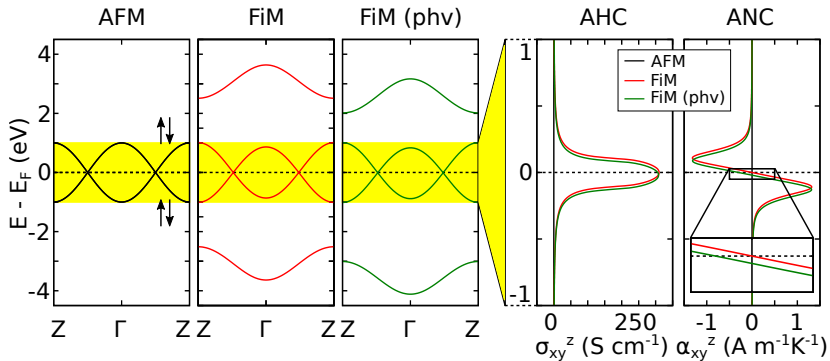 AFM FiM FiM (phv) AHC ANC
E - E_F (eV)
4
2
0
-2
-4
Z Γ Z
Z Γ Z
Z Γ Z
1
0
-1
AFM
FiM
FiM (phv)
0 250
σ_xy^z (S cm^-1)
-1 0 1
α_xy^z (A m^-1K^-1)